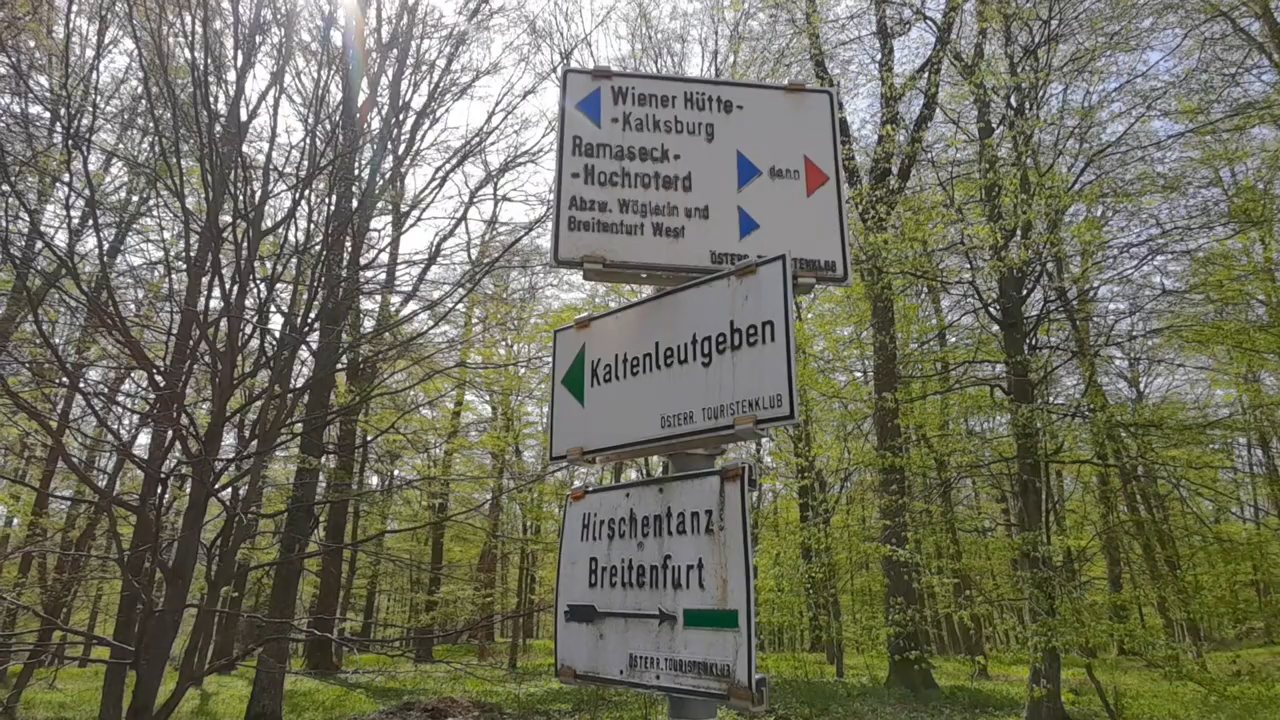 Wiener Hütte-
-Kalksburg
Ramaseck-
-Hochroterd
dann
Abzw. Wöglerin und
Breitenfurt West
ÖSTERR. TENKLUB
Kaltenleutgeben
ÖSTERR. TOURISTENKLUB
Hirschentanz
Breitenfurt
ÖSTERR. TOURISTENKLUB